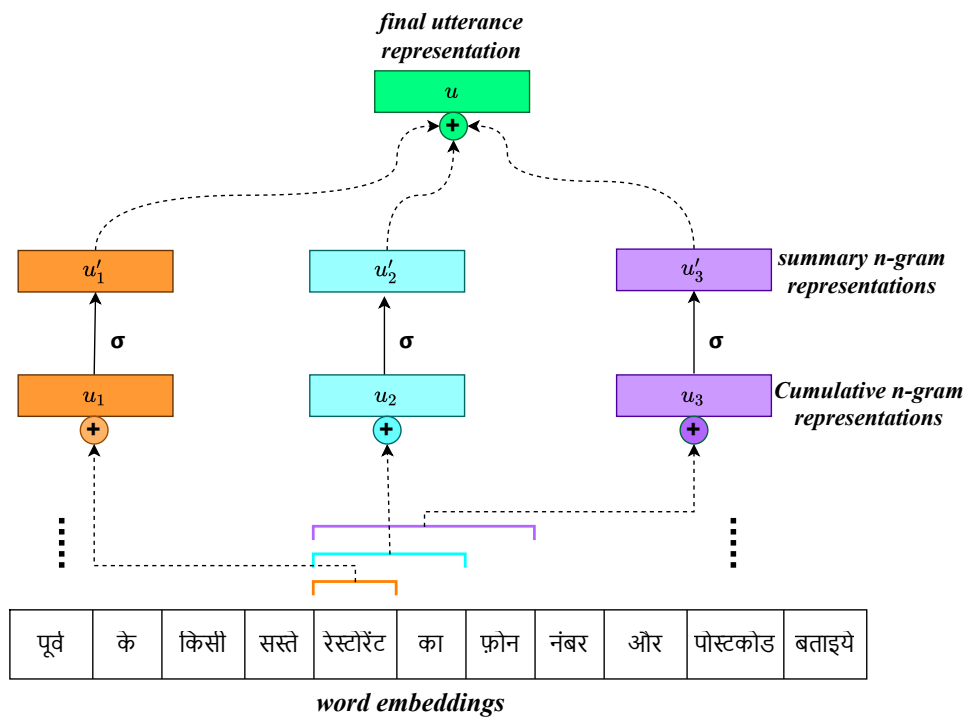 final utterance
representation
u
+
u′₁ u′₂ u′₃
summary n-gram
representations
σ σ σ
u₁ u₂ u₃
Cumulative n-gram
representations
+ + +
पूर्व के किसी सस्ते रेस्टोरेंट का फ़ोन नंबर और पोस्टकोड बताइये
word embeddings